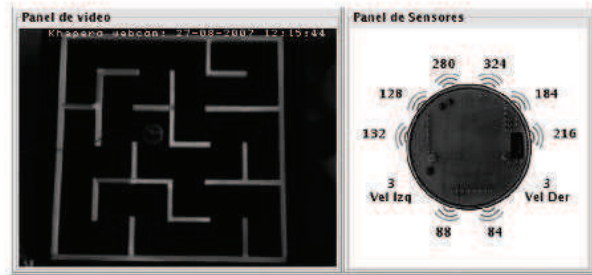 Panel de video
Khepera webcam: 27-08-2007 12:15:44
Panel de Sensores
280
324
128
184
132
216
3
Vel Izq
3
Vel Der
88
84